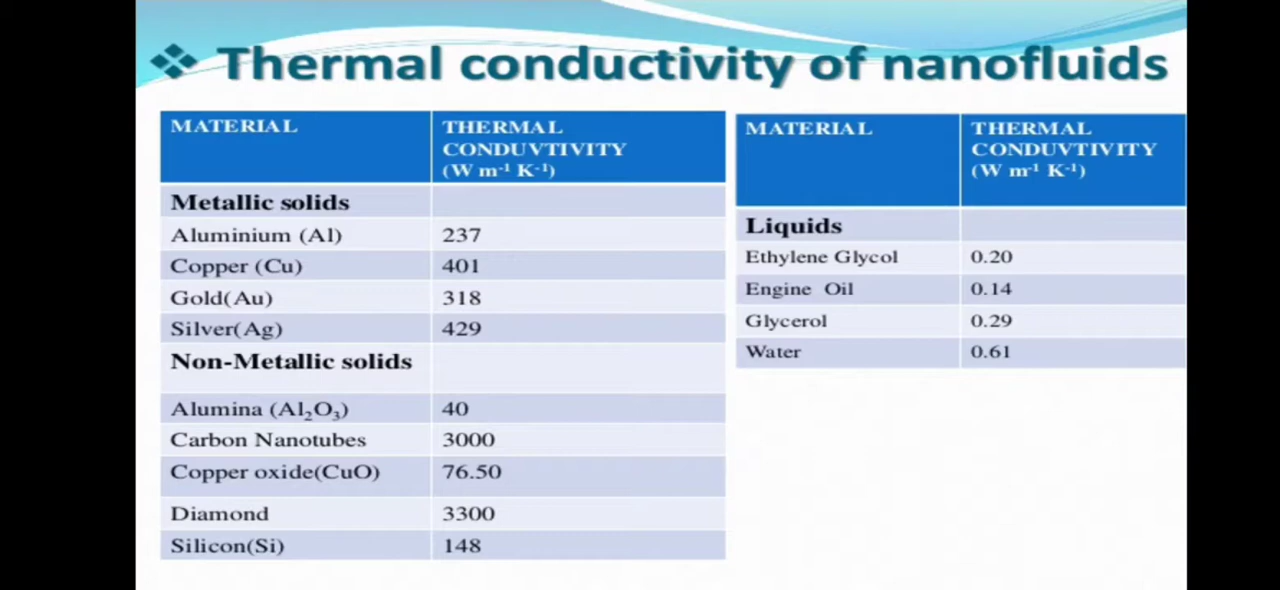 ❖ Thermal conductivity of nanofluids
MATERIAL THERMAL CONDUVTIVITY (W m⁻¹ K⁻¹)
Metallic solids
Aluminium (Al) 237
Copper (Cu) 401
Gold(Au) 318
Silver(Ag) 429
Non-Metallic solids
Alumina (Al₂O₃) 40
Carbon Nanotubes 3000
Copper oxide(CuO) 76.50
Diamond 3300
Silicon(Si) 148
MATERIAL THERMAL CONDUVTIVITY (W m⁻¹ K⁻¹)
Liquids
Ethylene Glycol 0.20
Engine Oil 0.14
Glycerol 0.29
Water 0.61